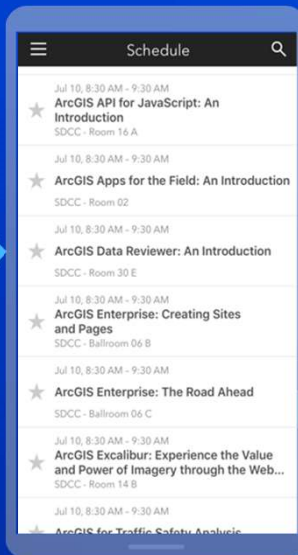 Schedule
Jul 10, 8:30 AM - 9:30 AM
ArcGIS API for JavaScript: An
Introduction
SDCC - Room 16 A
Jul 10, 8:30 AM - 9:30 AM
ArcGIS Apps for the Field: An Introduction
SDCC - Room 02
Jul 10, 8:30 AM - 9:30 AM
ArcGIS Data Reviewer: An Introduction
SDCC - Room 30 E
Jul 10, 8:30 AM - 9:30 AM
ArcGIS Enterprise: Creating Sites
and Pages
SDCC - Ballroom 06 B
Jul 10, 8:30 AM - 9:30 AM
ArcGIS Enterprise: The Road Ahead
SDCC - Ballroom 06 C
Jul 10, 8:30 AM - 9:30 AM
ArcGIS Excalibur: Experience the Value
and Power of Imagery through the Web...
SDCC - Room 14 B
Jul 10, 8:30 AM - 9:30 AM
ArcGIS for Traffic Safety Analysis